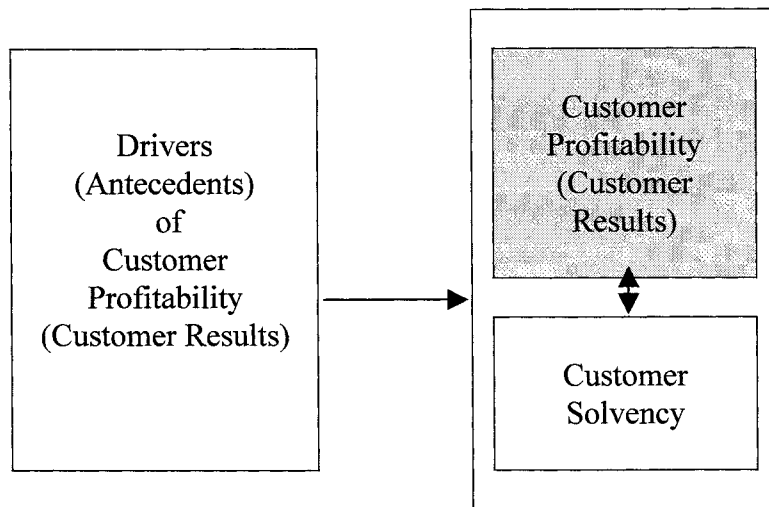 Drivers
(Antecedents)
of
Customer
Profitability
(Customer Results)
Customer
Profitability
(Customer
Results)
Customer
Solvency